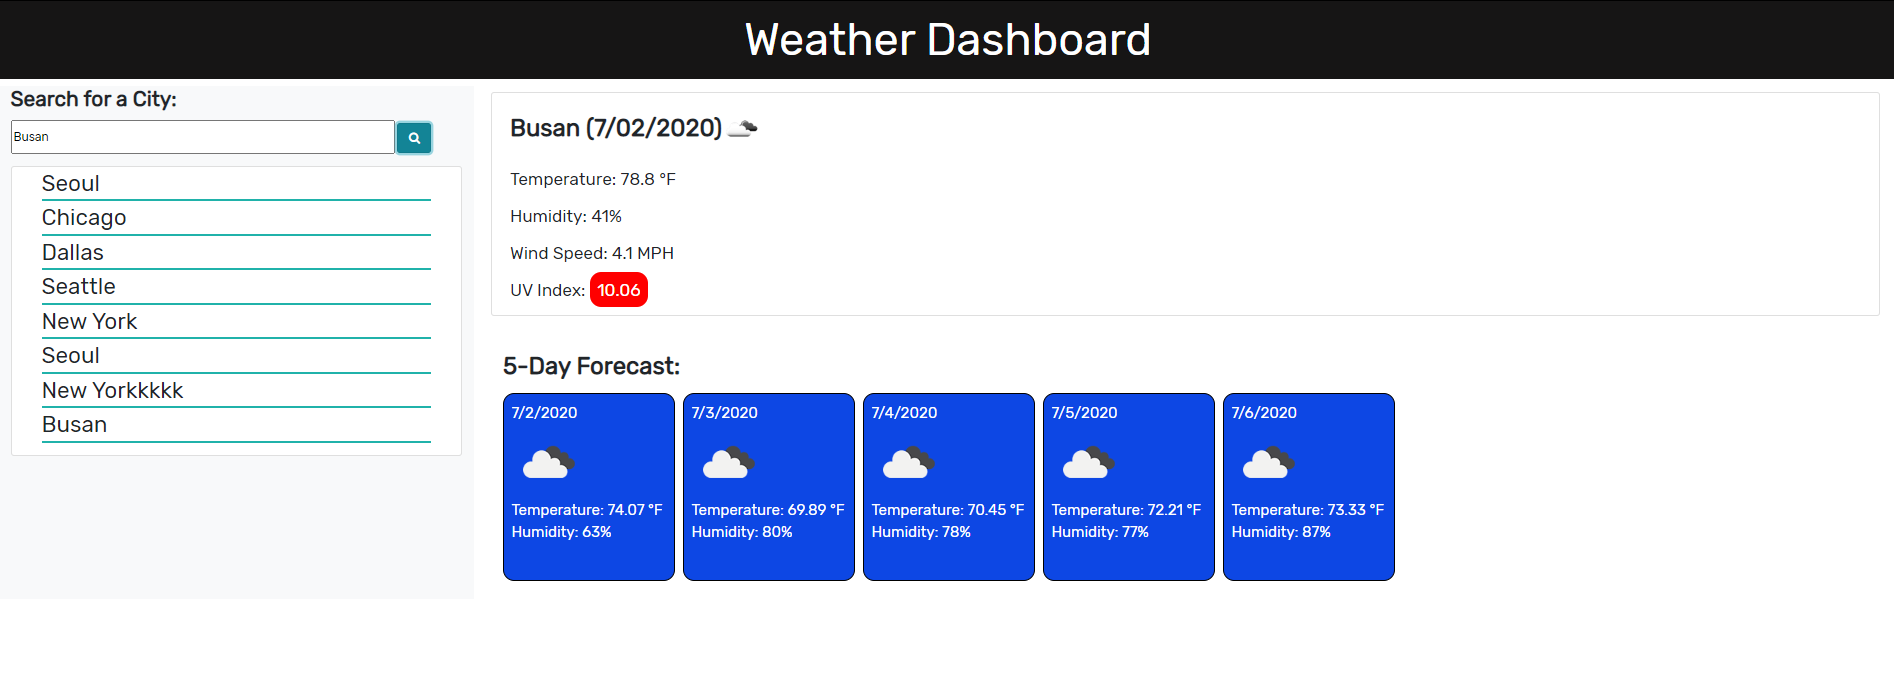 Weather Dashboard
Search for a City:
Busan
Seoul
Chicago
Dallas
Seattle
New York
Seoul
New Yorkkkkk
Busan
Busan (7/02/2020)
Temperature: 78.8 °F
Humidity: 41%
Wind Speed: 4.1 MPH
UV Index: 10.06
5-Day Forecast:
7/2/2020
Temperature: 74.07 °F
Humidity: 63%
7/3/2020
Temperature: 69.89 °F
Humidity: 80%
7/4/2020
Temperature: 70.45 °F
Humidity: 78%
7/5/2020
Temperature: 72.21 °F
Humidity: 77%
7/6/2020
Temperature: 73.33 °F
Humidity: 87%